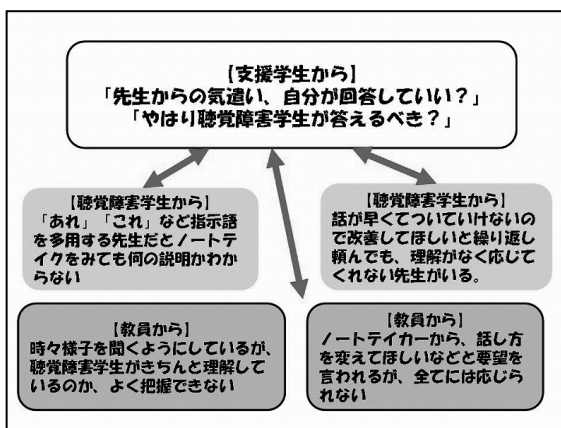 【支援学生から】
「先生からの気遣い、自分が回答していい？」
「やはり聴覚障害学生が答えるべき？」
【聴覚障害学生から】
「あれ」「これ」など指示語
を多用する先生だとノートテ
イクをみても何の説明かわか
らない
【聴覚障害学生から】
話が早くてついていけないの
で改善してほしいと繰り返し
頼んでも、理解がなく応じて
くれない先生がいる。
【教員から】
時々様子を聞くようにしているが、
聴覚障害学生がきちんと理解して
いるのか、よく把握できない
【教員から】
ノートテイカーから、話し方
を変えてほしいなどと要望を
言われるが、全てには応じら
れない